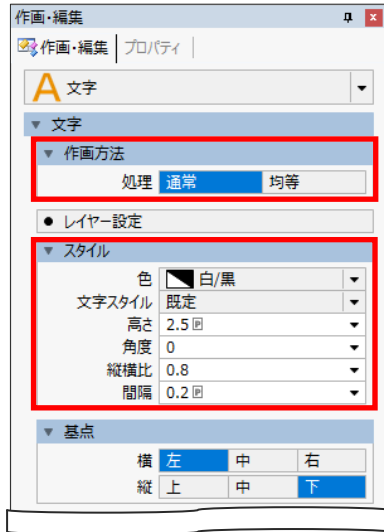 作画・編集
作画・編集 プロパティ
A 文字
文字
作画方法
処理 通常 均等
レイヤー設定
スタイル
色 白/黒
文字スタイル 既定
高さ 2.5 P
角度 0
縦横比 0.8
間隔 0.2 P
基点
横 左 中 右
縦 上 中 下